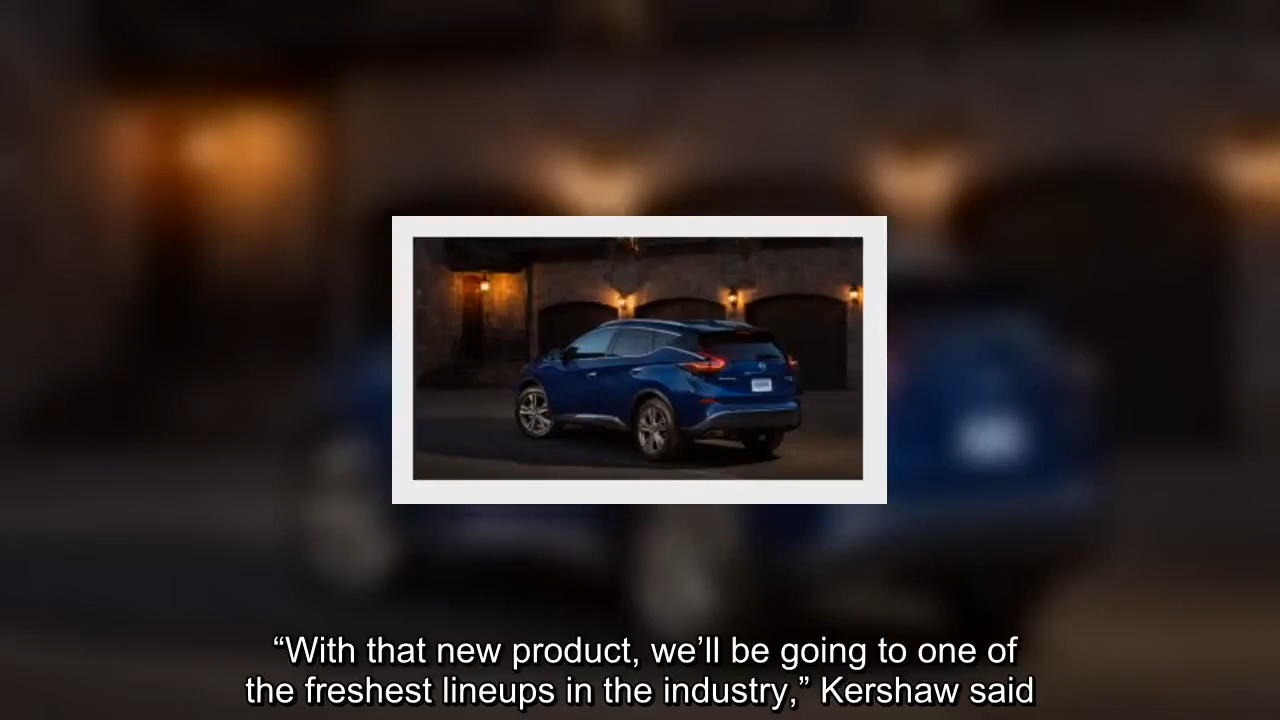 “With that new product, we’ll be going to one of
the freshest lineups in the industry,” Kershaw said